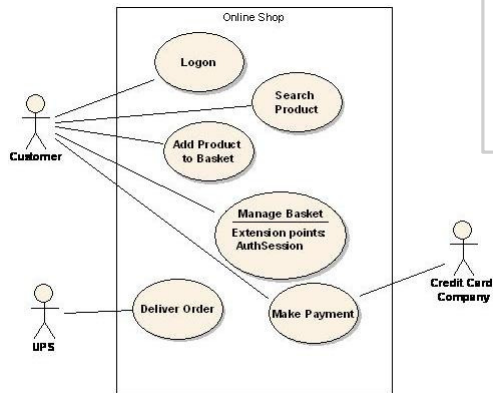 Online Shop
Logon
Search
Product
Customer
Add Product
to Basket
Manage Basket
Extension points:
AuthSession
Credit Card
Company
Deliver Order
Make Payment
UPS